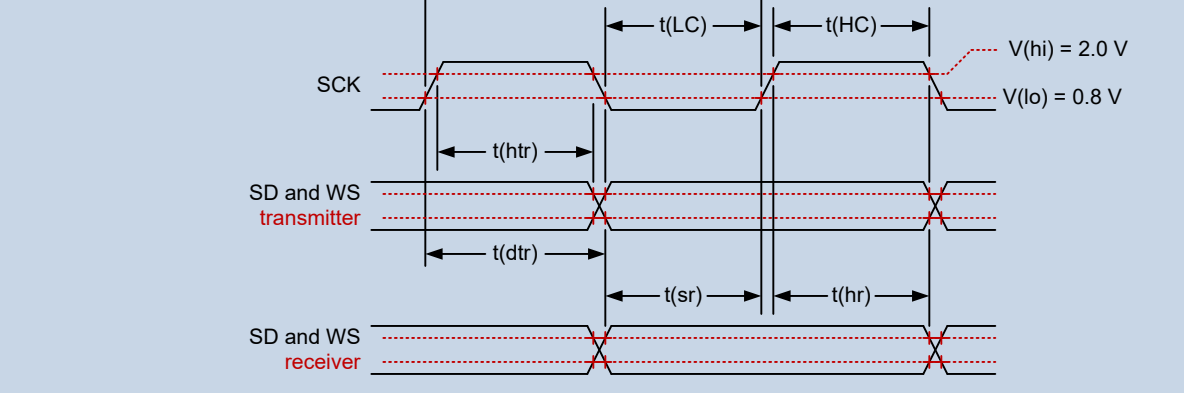 t(LC)
t(HC)
V(hi) = 2.0 V
SCK
V(lo) = 0.8 V
t(htr)
SD and WS
transmitter
t(dtr)
t(sr)
t(hr)
SD and WS
receiver